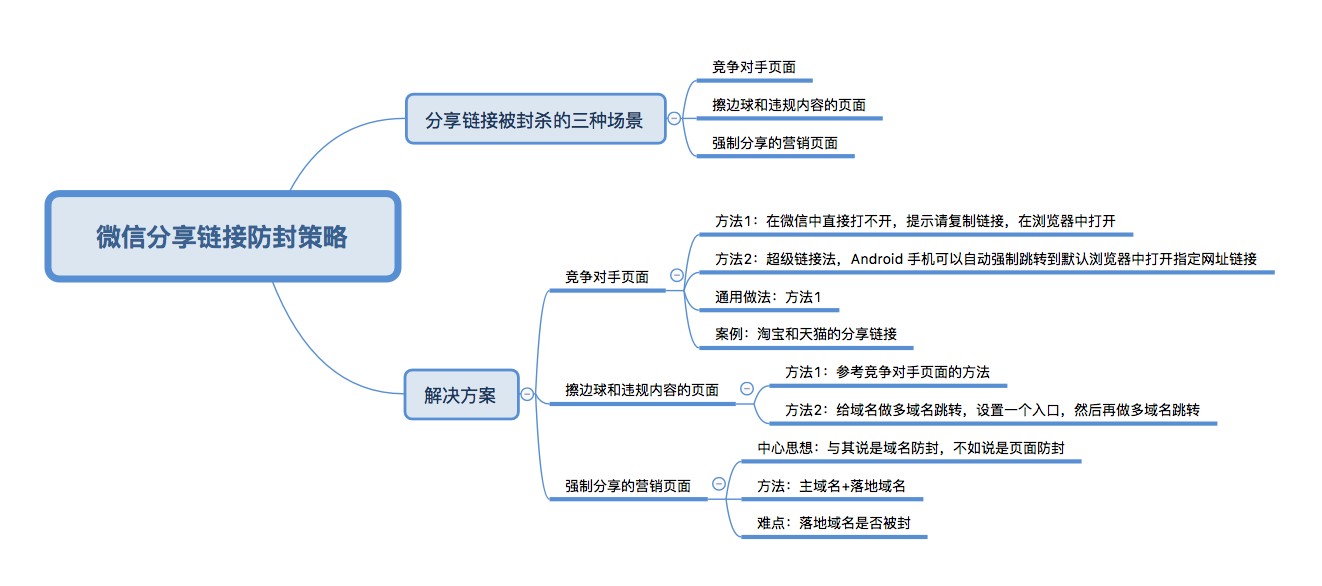 微信分享链接防封策略
分享链接被封杀的三种场景
竞争对手页面
擦边球和违规内容的页面
强制分享的营销页面
解决方案
竞争对手页面
方法1：在微信中直接打不开，提示请复制链接，在浏览器中打开
方法2：超级链接法，Android 手机可以自动强制跳转到默认浏览器中打开指定网址链接
通用做法：方法1
案例：淘宝和天猫的分享链接
擦边球和违规内容的页面
方法1：参考竞争对手页面的方法
方法2：给域名做多域名跳转，设置一个入口，然后再做多域名跳转
强制分享的营销页面
中心思想：与其说是域名防封，不如说是页面防封
方法：主域名+落地域名
难点：落地域名是否被封